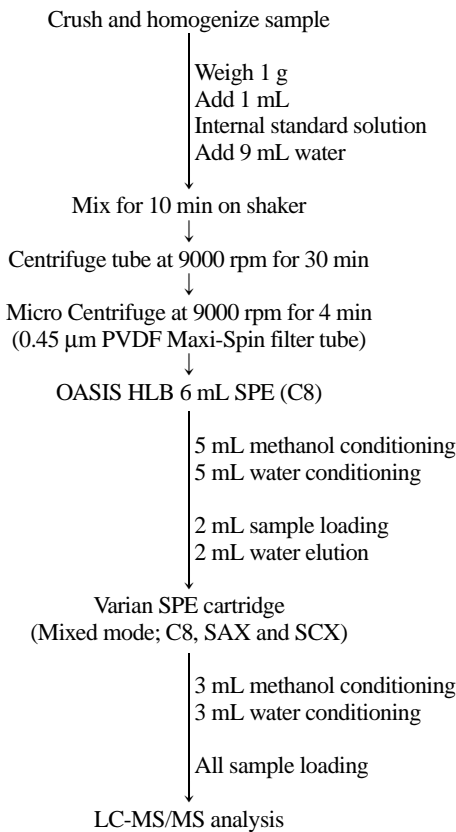 Crush and homogenize sample
Weigh 1 g
Add 1 mL
Internal standard solution
Add 9 mL water
Mix for 10 min on shaker
Centrifuge tube at 9000 rpm for 30 min
Micro Centrifuge at 9000 rpm for 4 min
(0.45 μm PVDF Maxi-Spin filter tube)
OASIS HLB 6 mL SPE (C8)
5 mL methanol conditioning
5 mL water conditioning
2 mL sample loading
2 mL water elution
Varian SPE cartridge
(Mixed mode; C8, SAX and SCX)
3 mL methanol conditioning
3 mL water conditioning
All sample loading
LC-MS/MS analysis